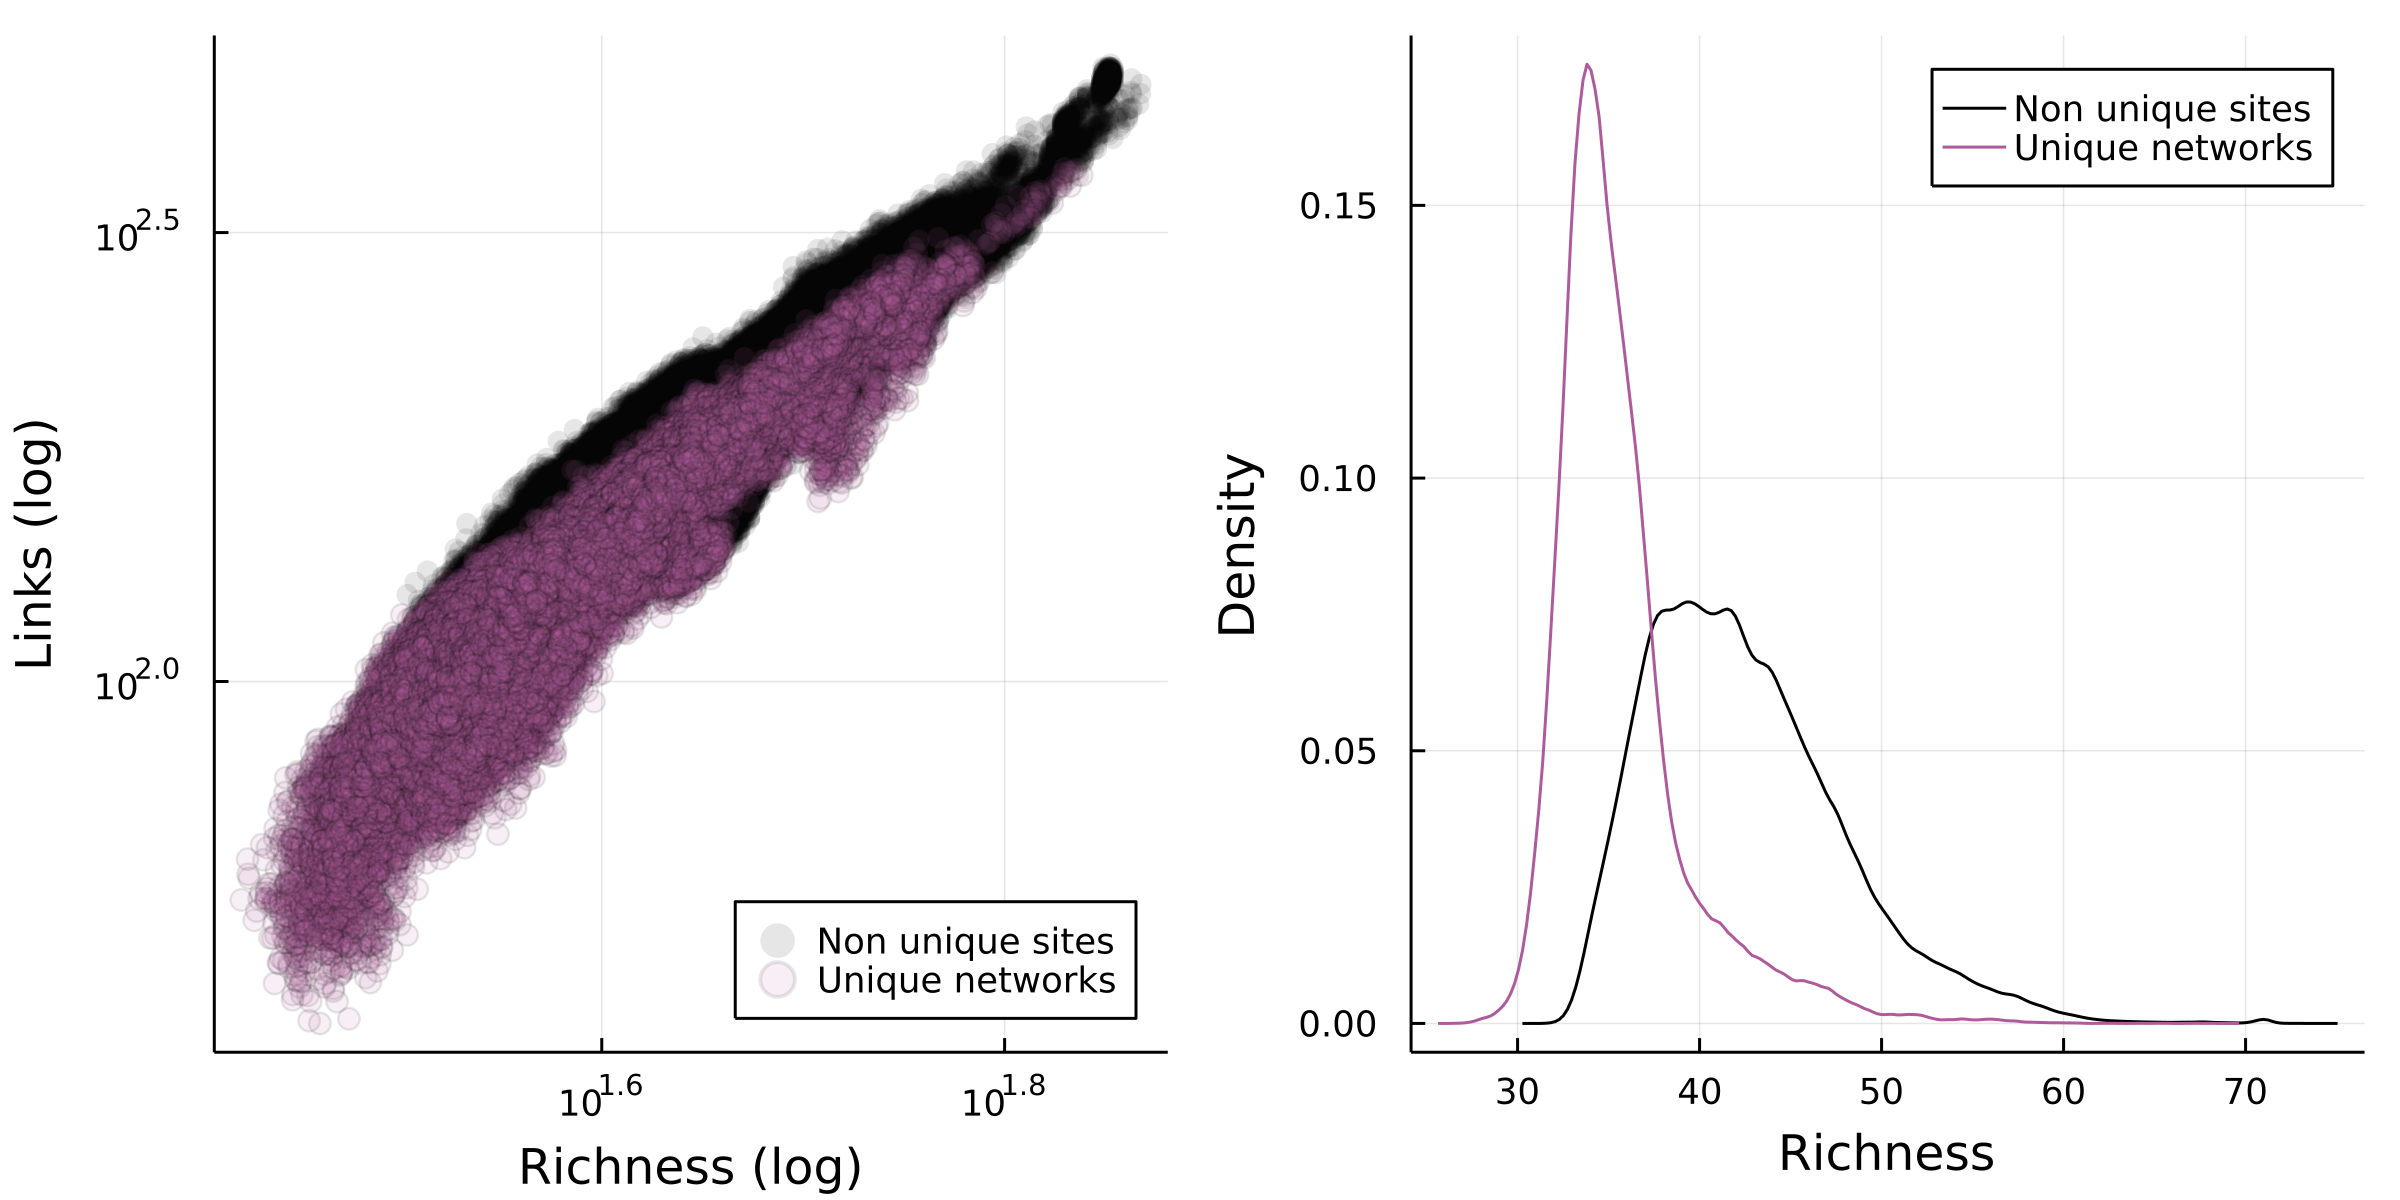 Links (log)
10^2.5
10^2.0
Non unique sites
Unique networks
10^1.6
10^1.8
Richness (log)
Density
0.15
0.10
0.05
0.00
Non unique sites
Unique networks
30 40 50 60 70
Richness